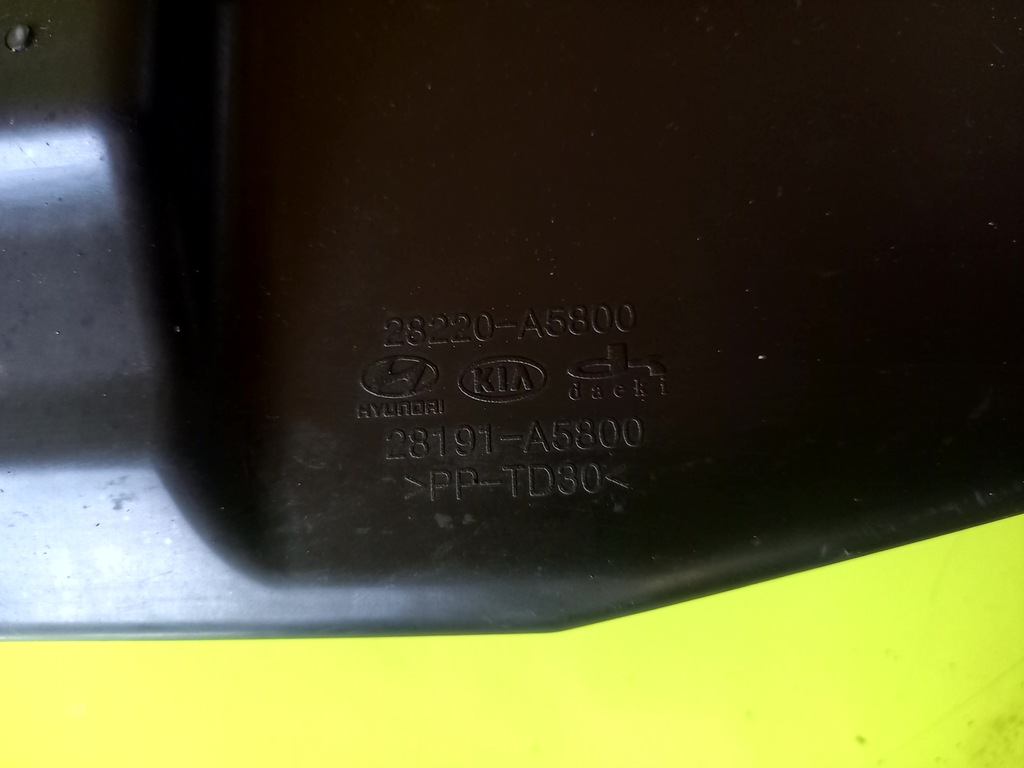 28220-A5800
HYUNDAI KIA daeki
28191-A5800
>PP-TD30<